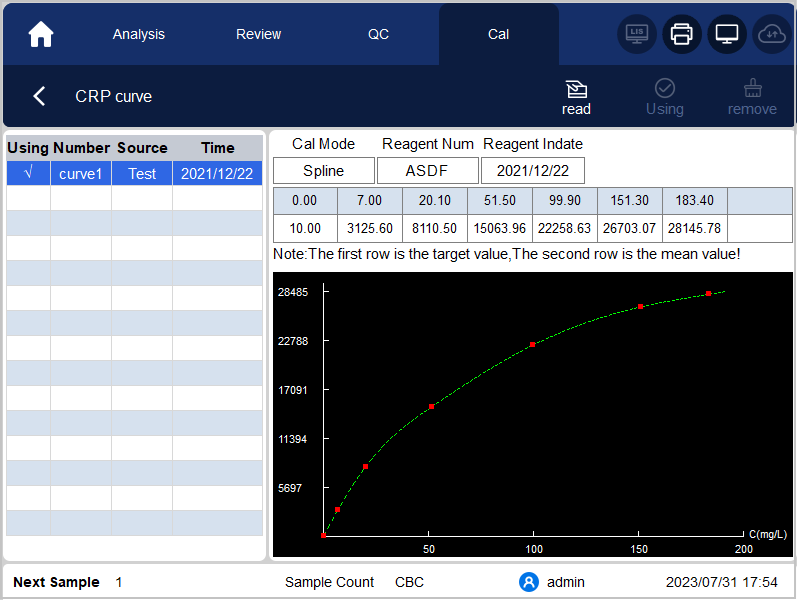 Analysis Review QC Cal LIS
CRP curve read Using remove
Using Number Source Time
√ curve1 Test 2021/12/22
Cal Mode Reagent Num Reagent Indate
Spline ASDF 2021/12/22
0.00 7.00 20.10 51.50 99.90 151.30 183.40
10.00 3125.60 8110.50 15063.96 22258.63 26703.07 28145.78
Note:The first row is the target value,The second row is the mean value!
28485
22788
17091
11394
5697
C(mg/L)
50 100 150 200
Next Sample 1 Sample Count CBC admin 2023/07/31 17:54